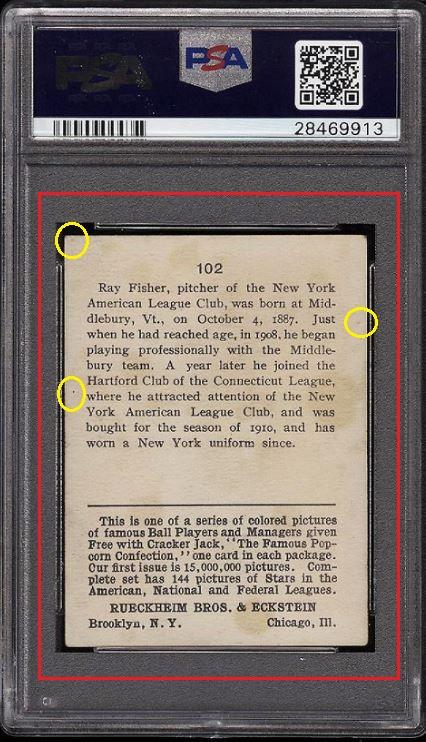 PSA
PSA
28469913
102
Ray Fisher, pitcher of the New York
American League Club, was born at Mid-
dlebury, Vt., on October 4, 1887. Just
when he had reached age, in 1908, he began
playing professionally with the Middle-
bury team. A year later he joined the
Hartford Club of the Connecticut League,
where he attracted attention of the New
York American League Club, and was
bought for the season of 1910, and has
worn a New York uniform since.
This is one of a series of colored pictures
of famous Ball Players and Managers given
Free with Cracker Jack, "The Famous Pop-
corn Confection," one card in each package.
Our first issue is 15,000,000 pictures. Com-
plete set has 144 pictures of Stars in the
American, National and Federal Leagues.
RUECKHEIM BROS. & ECKSTEIN
Brooklyn, N. Y. Chicago, Ill.